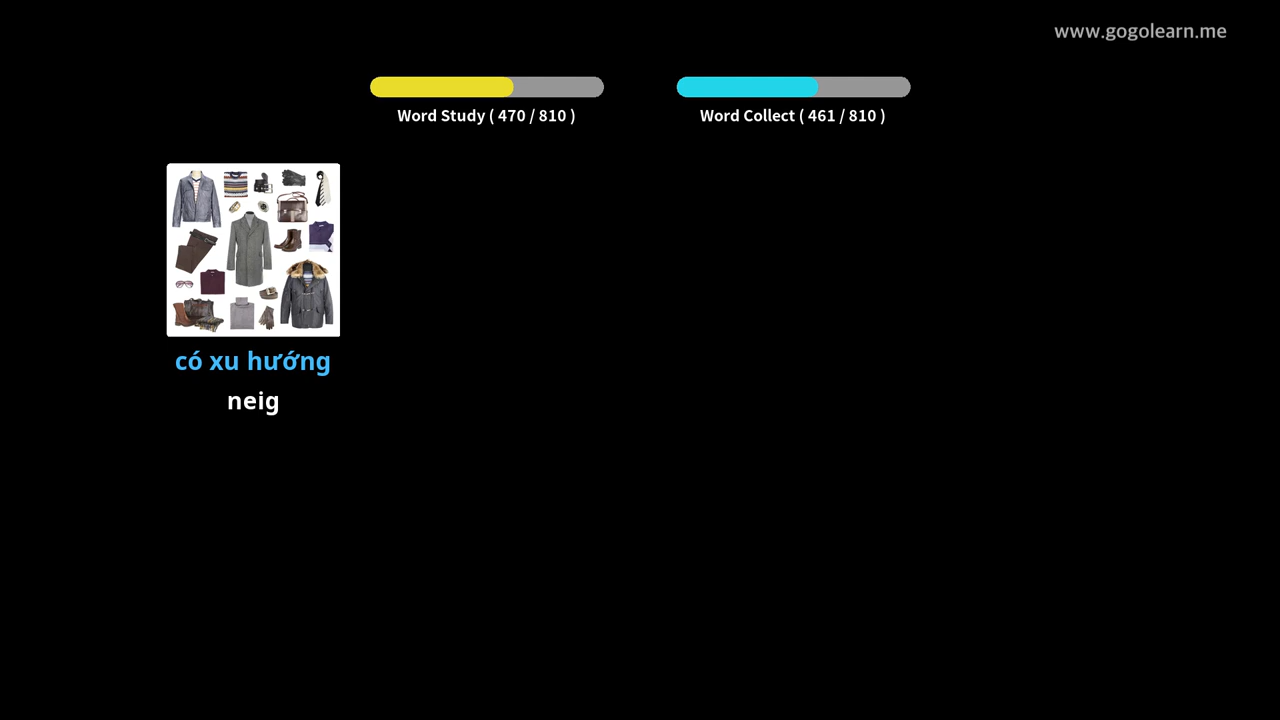 www.gogolearn.me
Word Study ( 470 / 810 )
Word Collect ( 461 / 810 )
có xu hướng
neig